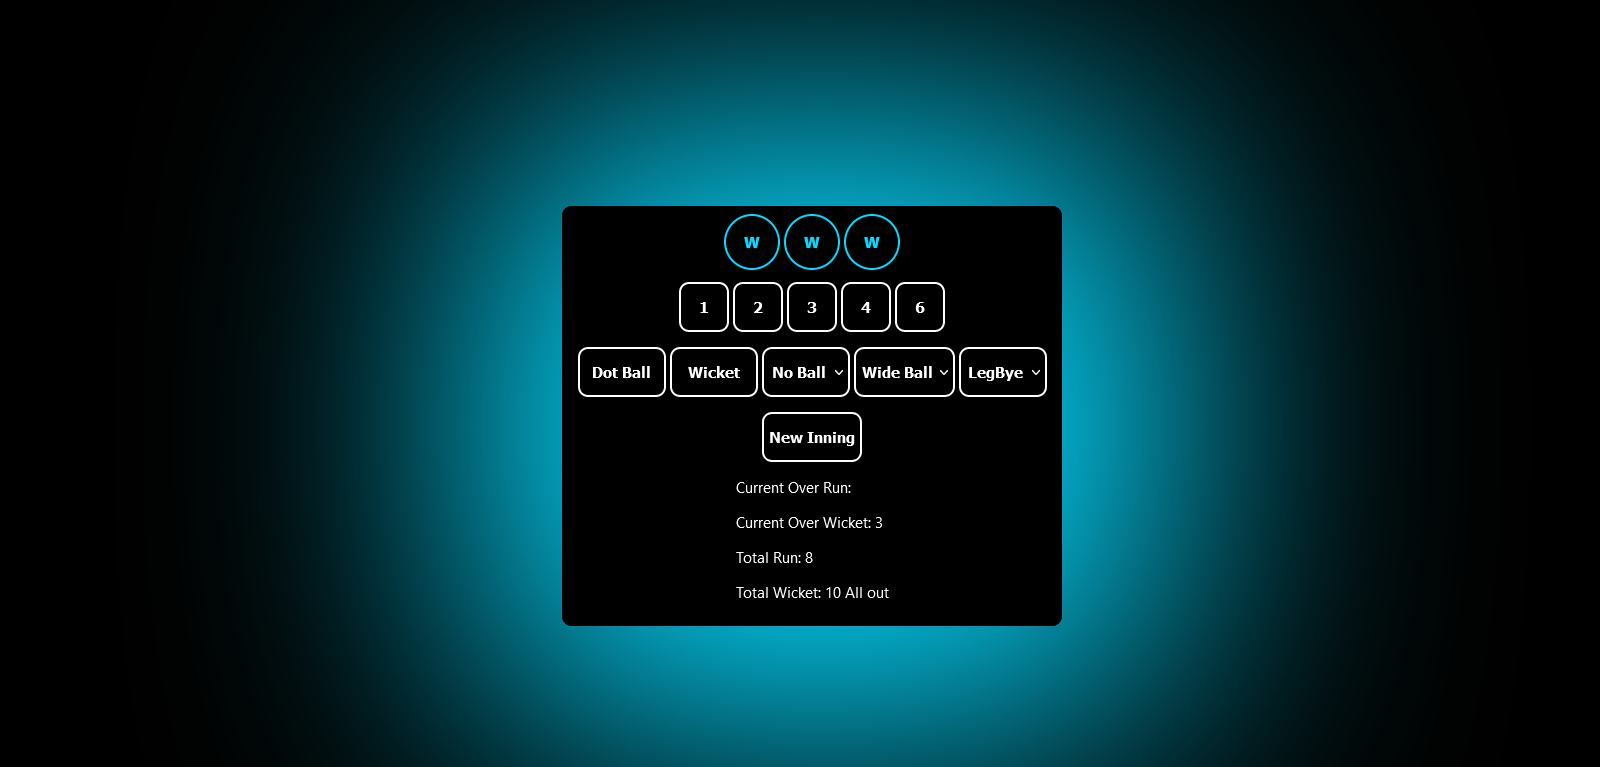 W W W
1 2 3 4 6
Dot Ball Wicket No Ball Wide Ball LegBye
New Inning
Current Over Run:
Current Over Wicket: 3
Total Run: 8
Total Wicket: 10 All out